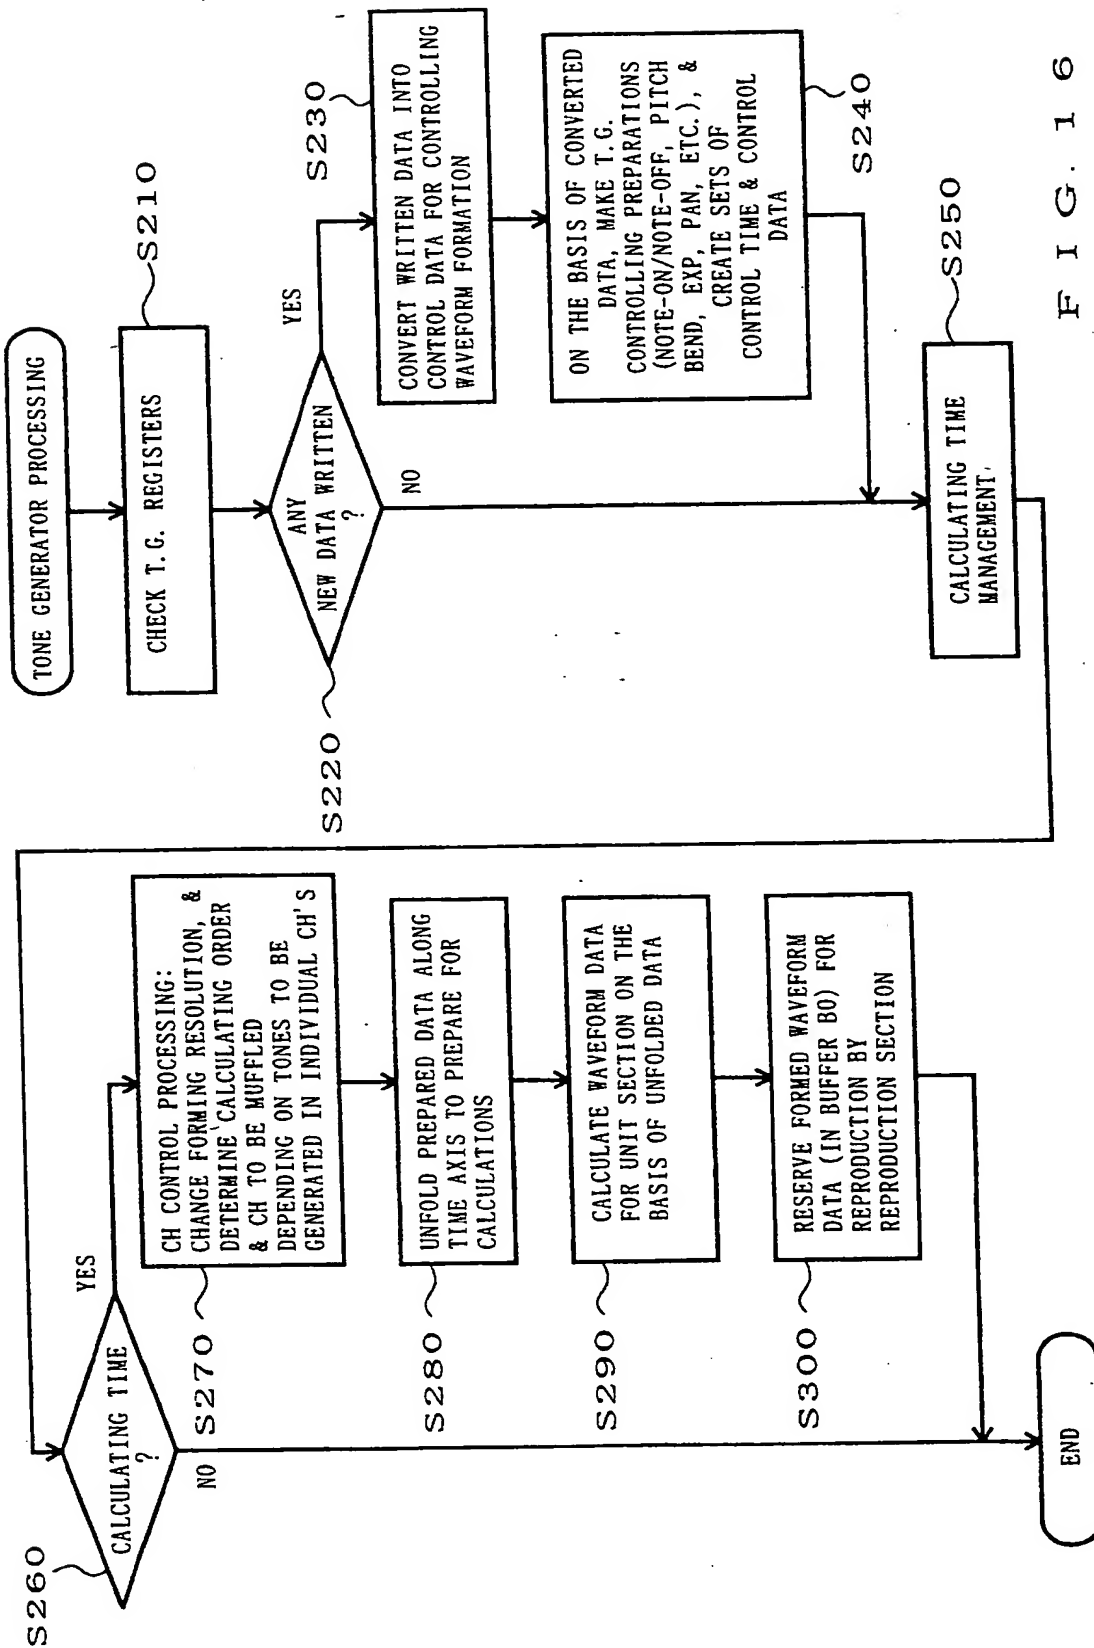 TONE GENERATOR PROCESSING
CHECK T.G. REGISTERS
S210
ANY
NEW DATA WRITTEN
?
S220
YES
NO
CONVERT WRITTEN DATA INTO
CONTROL DATA FOR CONTROLLING
WAVEFORM FORMATION
S230
ON THE BASIS OF CONVERTED
DATA, MAKE T.G.
CONTROLLING PREPARATIONS
(NOTE-ON/NOTE-OFF, PITCH
BEND, EXP, PAN, ETC.), &
CREATE SETS OF
CONTROL TIME & CONTROL
DATA
S240
CALCULATING TIME
MANAGEMENT
S250
CALCULATING TIME
?
S260
YES
NO
CH CONTROL PROCESSING:
CHANGE FORMING RESOLUTION, &
DETERMINE CALCULATING ORDER
& CH TO BE MUFFLED
DEPENDING ON TONES TO BE
GENERATED IN INDIVIDUAL CH'S
S270
UNFOLD PREPARED DATA ALONG
TIME AXIS TO PREPARE FOR
CALCULATIONS
S280
CALCULATE WAVEFORM DATA
FOR UNIT SECTION ON THE
BASIS OF UNFOLDED DATA
S290
RESERVE FORMED WAVEFORM
DATA (IN BUFFER BO) FOR
REPRODUCTION BY
REPRODUCTION SECTION
S300
END
FIG. 16